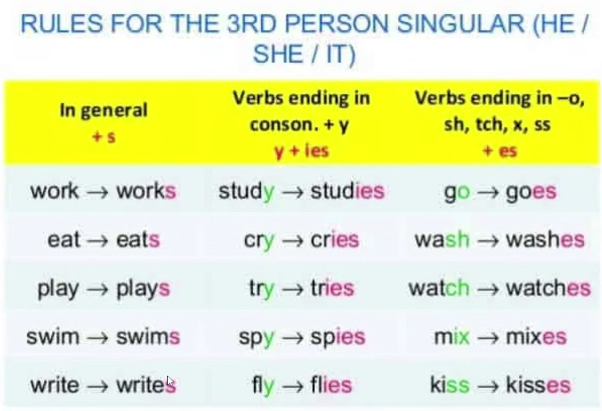 RULES FOR THE 3RD PERSON SINGULAR (HE /
SHE / IT)
In general
+ s
Verbs ending in
conson. + y
y + ies
Verbs ending in –o,
sh, tch, x, ss
+ es
work → works
study → studies
go → goes
eat → eats
cry → cries
wash → washes
play → plays
try → tries
watch → watches
swim → swims
spy → spies
mix → mixes
write → writes
fly → flies
kiss → kisses